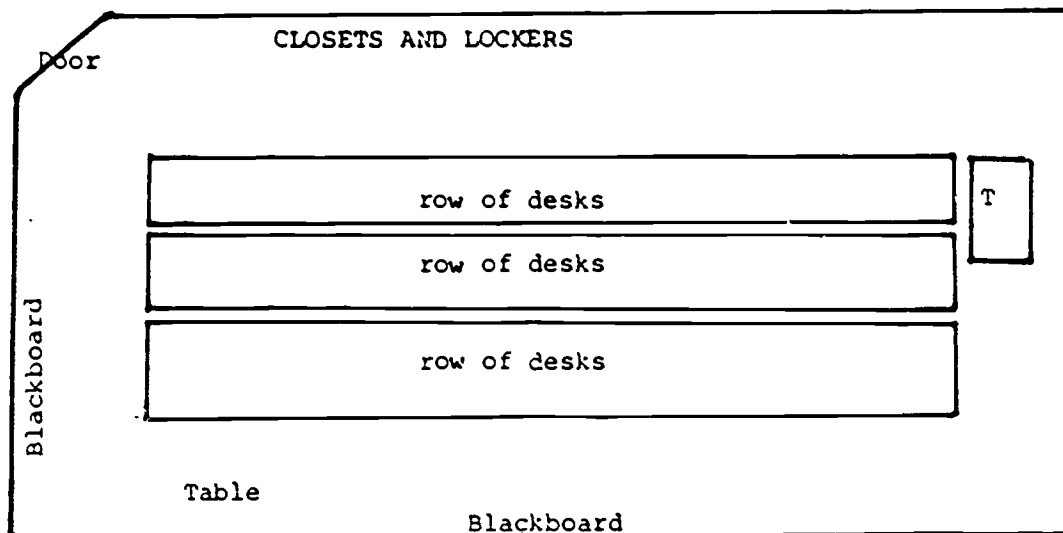 CLOSETS AND LOCKERS
Door
row of desks
T
row of desks
row of desks
Blackboard
Table
Blackboard